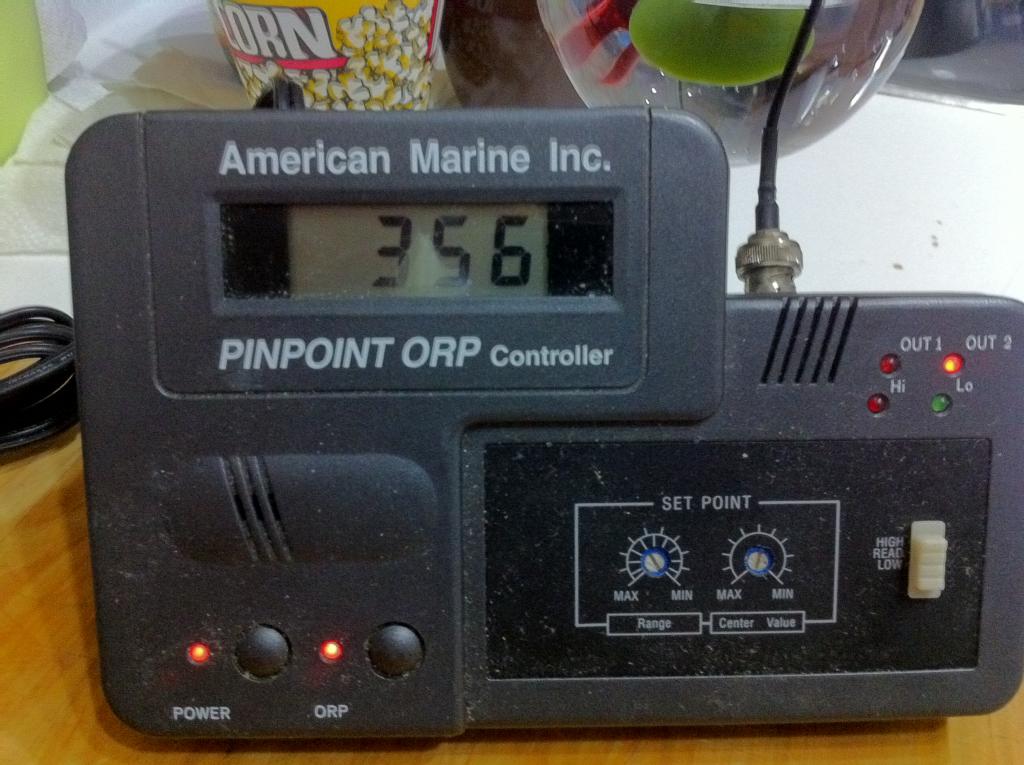 CORN
American Marine Inc.
356
PINPOINT ORP Controller
OUT 1 OUT 2
Hi Lo
SET POINT
MAX MIN MAX MIN
Range Center Value
HIGH
READ
LOW
POWER ORP